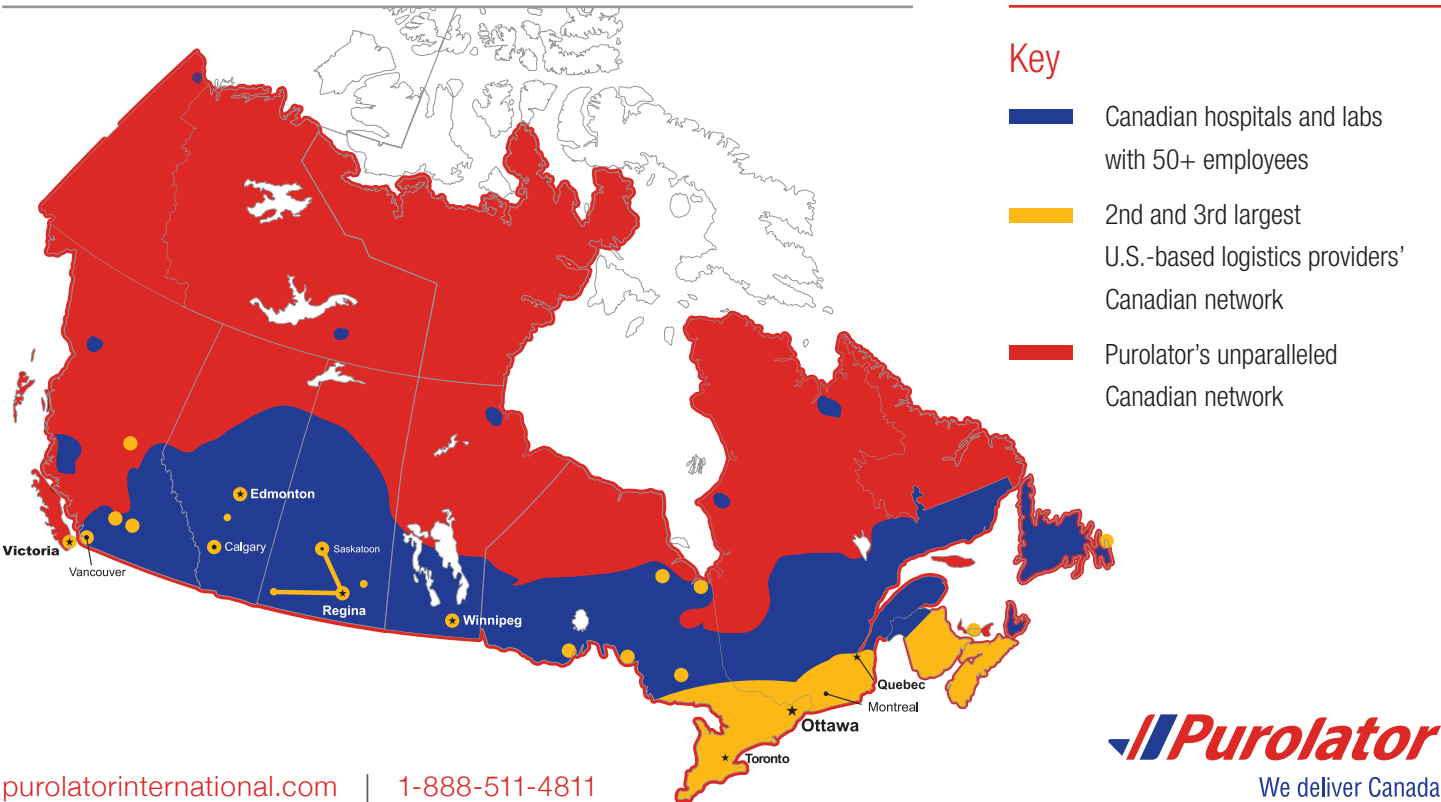 Key
Canadian hospitals and labs
with 50+ employees
2nd and 3rd largest
U.S.-based logistics providers'
Canadian network
Purolator's unparalleled
Canadian network
Edmonton
Calgary
Saskatoon
Victoria
Vancouver
Regina
Winnipeg
Quebec
Montreal
Ottawa
Toronto
Purolator
We deliver Canada
purolatorinternational.com | 1-888-511-4811